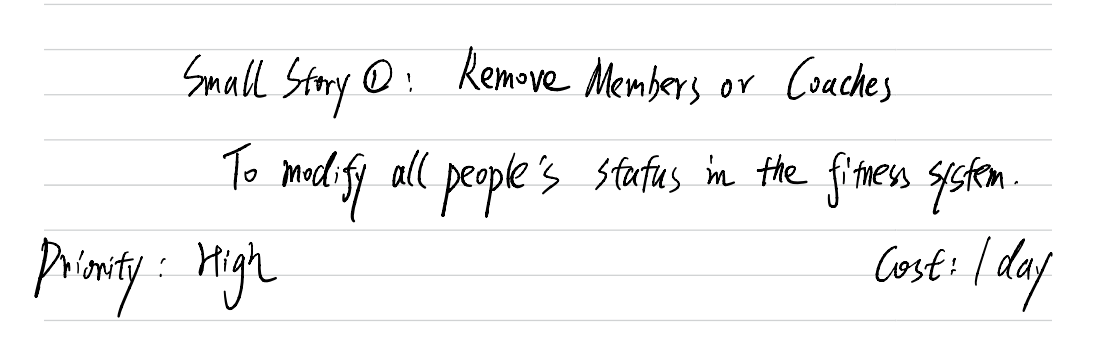 Small Story ①: Remove Members or Coaches
To modify all people's status in the fitness system.
Priority: High Cost: 1 day